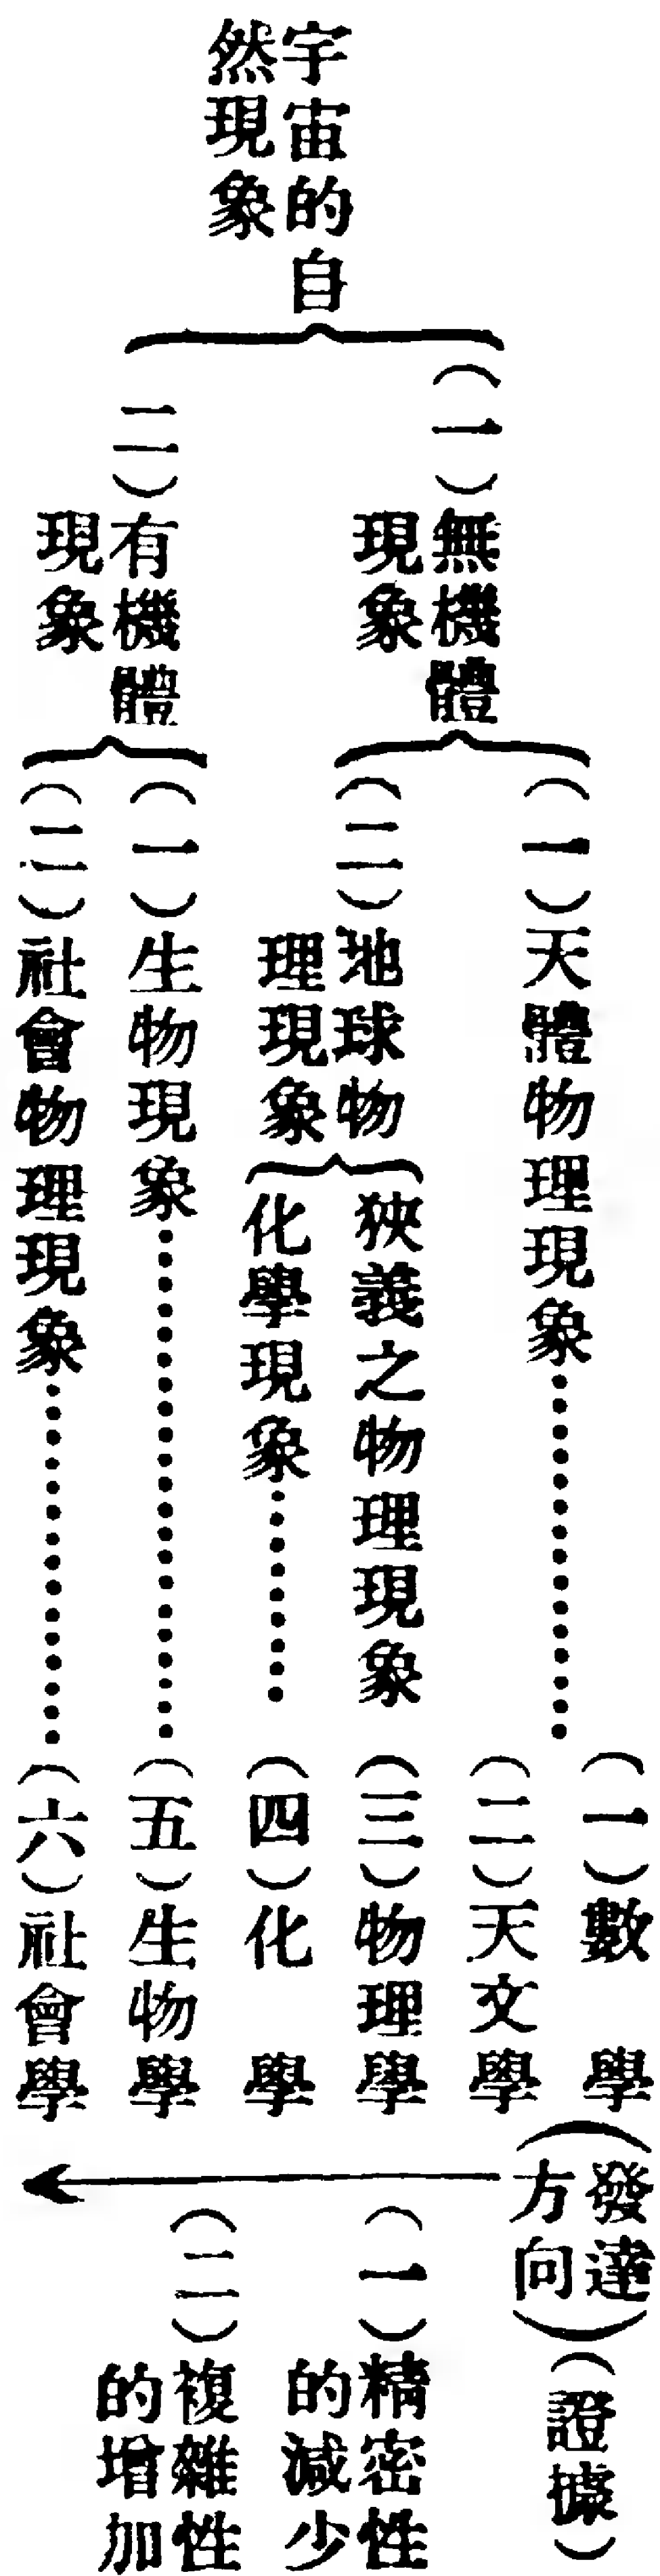 宇宙的自
然現象
（一）無機體
現象
（二）有機體
現象
（一）天體物理現象…………
（二）地球物
理現象
狹義之物理現象
化學現象………
（一）生物現象…………
（二）社會物理現象…………
（一）數學
（二）天文學
（三）物理學
（四）化學
（五）生物學
（六）社會學
（發達
方向）
（證據）
（一）精密性
的減少
（二）複雜性
的增加